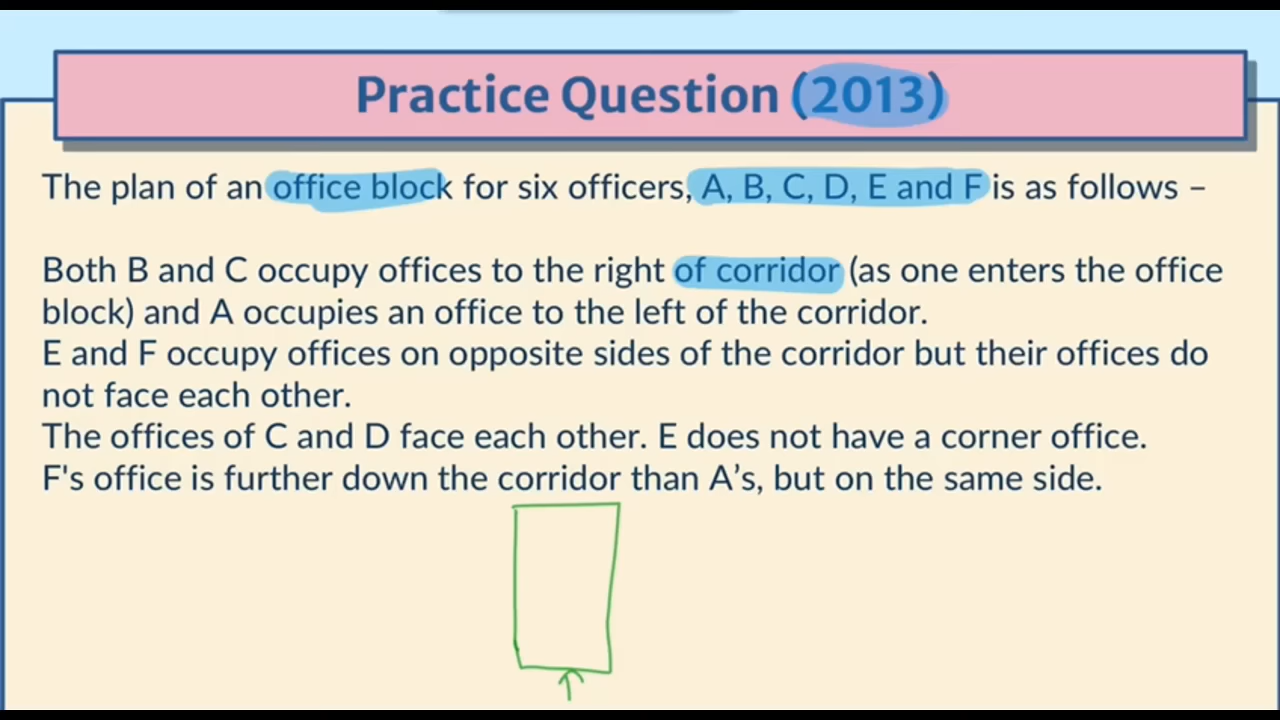 Practice Question (2013)
The plan of an office block for six officers, A, B, C, D, E and F is as follows –
Both B and C occupy offices to the right of corridor (as one enters the office
block) and A occupies an office to the left of the corridor.
E and F occupy offices on opposite sides of the corridor but their offices do
not face each other.
The offices of C and D face each other. E does not have a corner office.
F's office is further down the corridor than A’s, but on the same side.